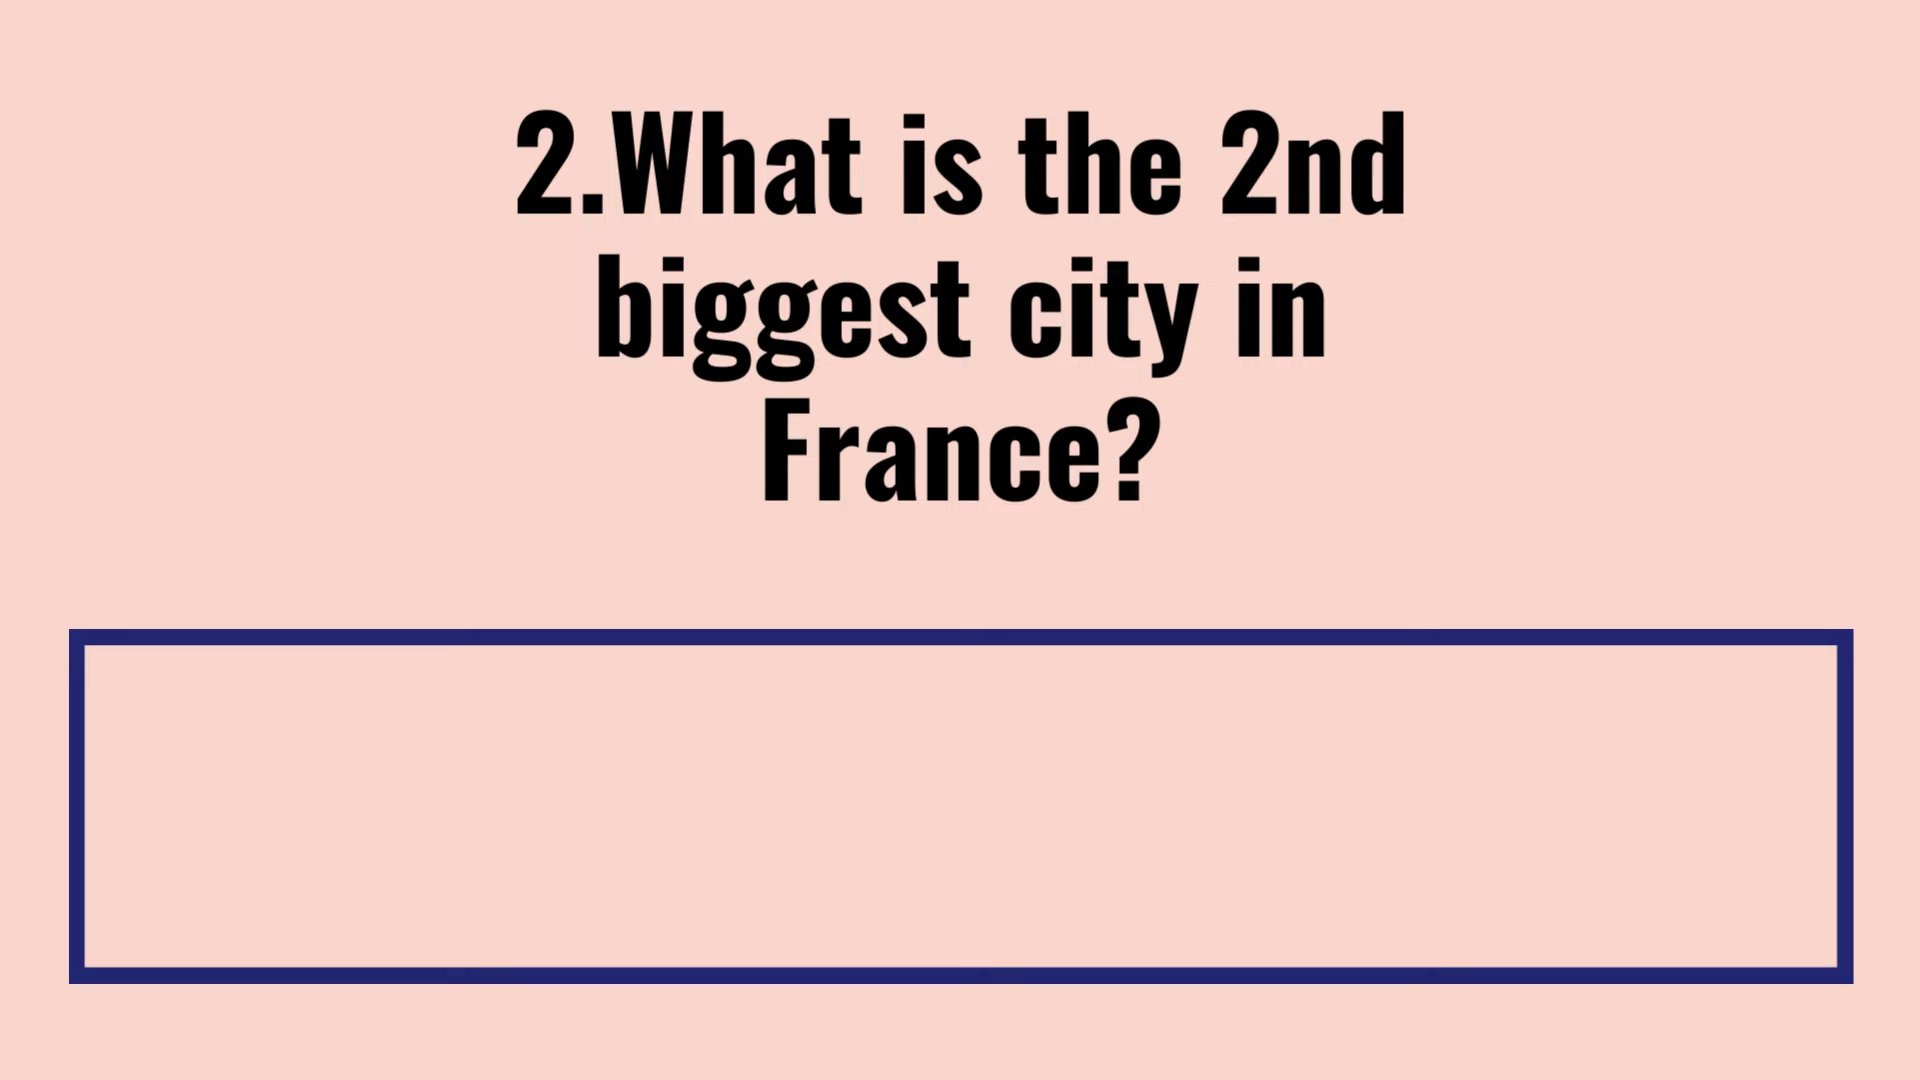 2.What is the 2nd
biggest city in
France?